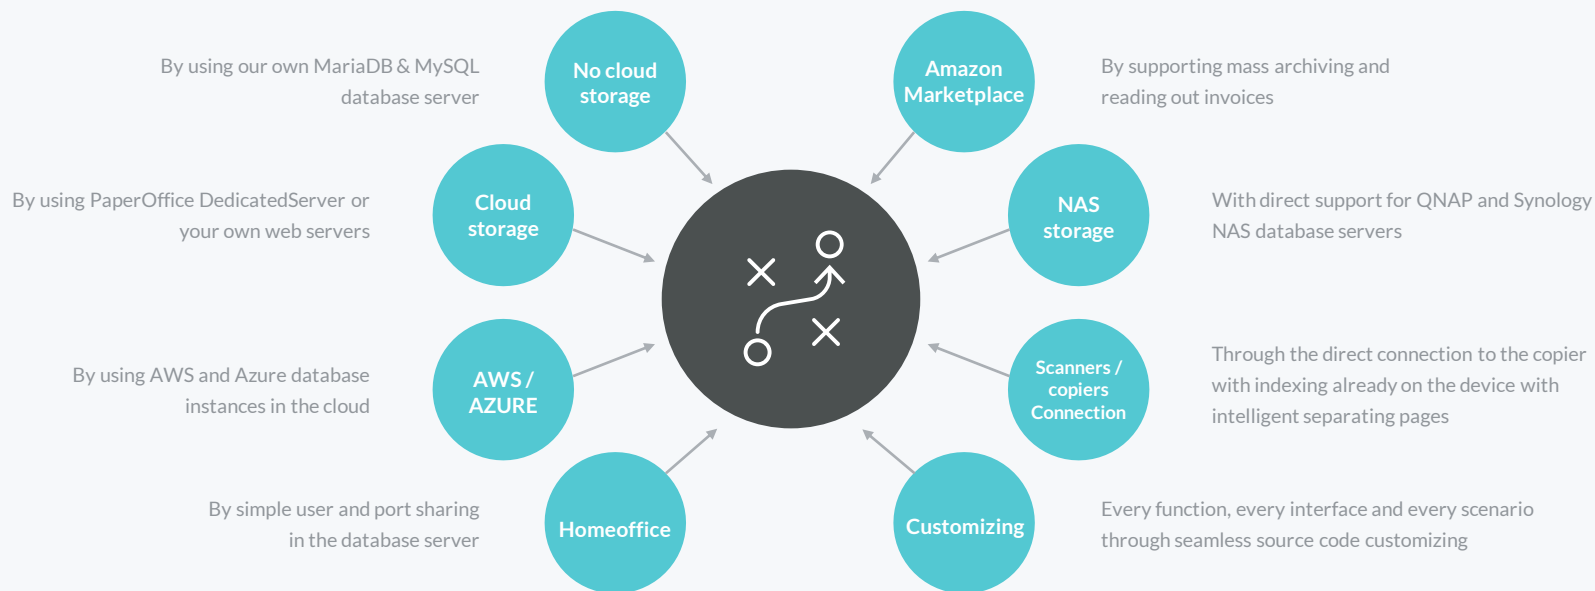 By using our own MariaDB & MySQL
database server
No cloud
storage
Amazon
Marketplace
By supporting mass archiving and
reading out invoices
By using PaperOffice DedicatedServer or
your own web servers
Cloud
storage
NAS
storage
With direct support for QNAP and Synology
NAS database servers
By using AWS and Azure database
instances in the cloud
AWS /
AZURE
Scanners /
copiers
Connection
Through the direct connection to the copier
with indexing already on the device with
intelligent separating pages
By simple user and port sharing
in the database server
Homeoffice
Customizing
Every function, every interface and every scenario
through seamless source code customizing